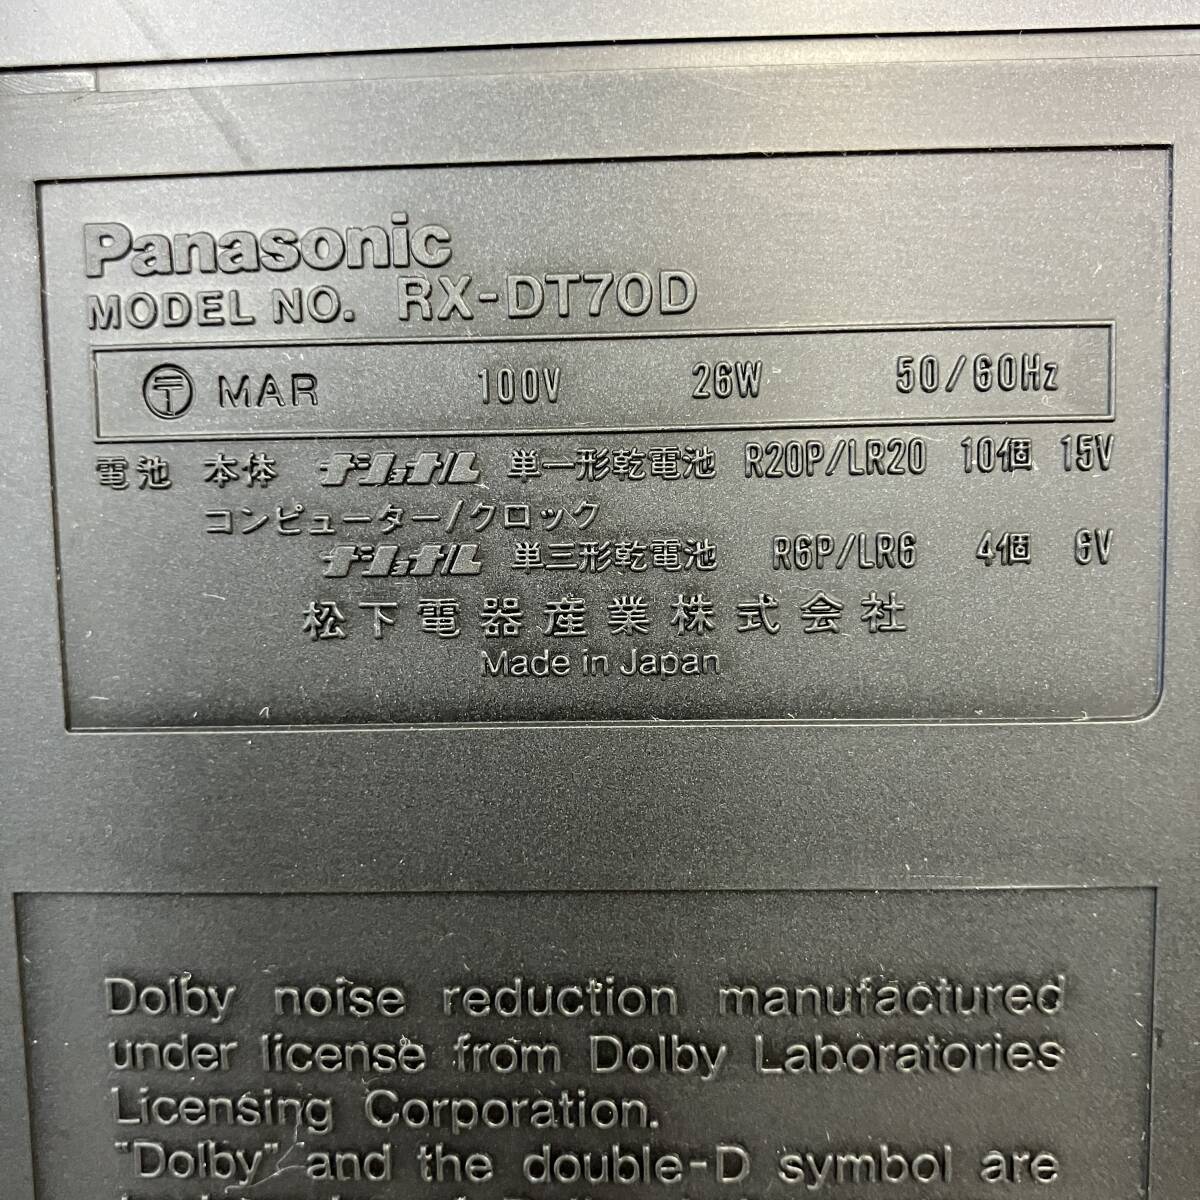 Panasonic
MODEL NO. RX-DT70D
〒 MAR 100V 26W 50/60Hz
電池 本体 ナショナル 単一形乾電池 R20P/LR20 10個 15V
コンピューター/クロック
ナショナル 単三形乾電池 R6P/LR6 4個 6V
松下電器産業株式会社
Made in Japan
Dolby noise reduction manufactured
under license from Dolby Laboratories
Licensing Corporation.
"Dolby" and the double-D symbol are